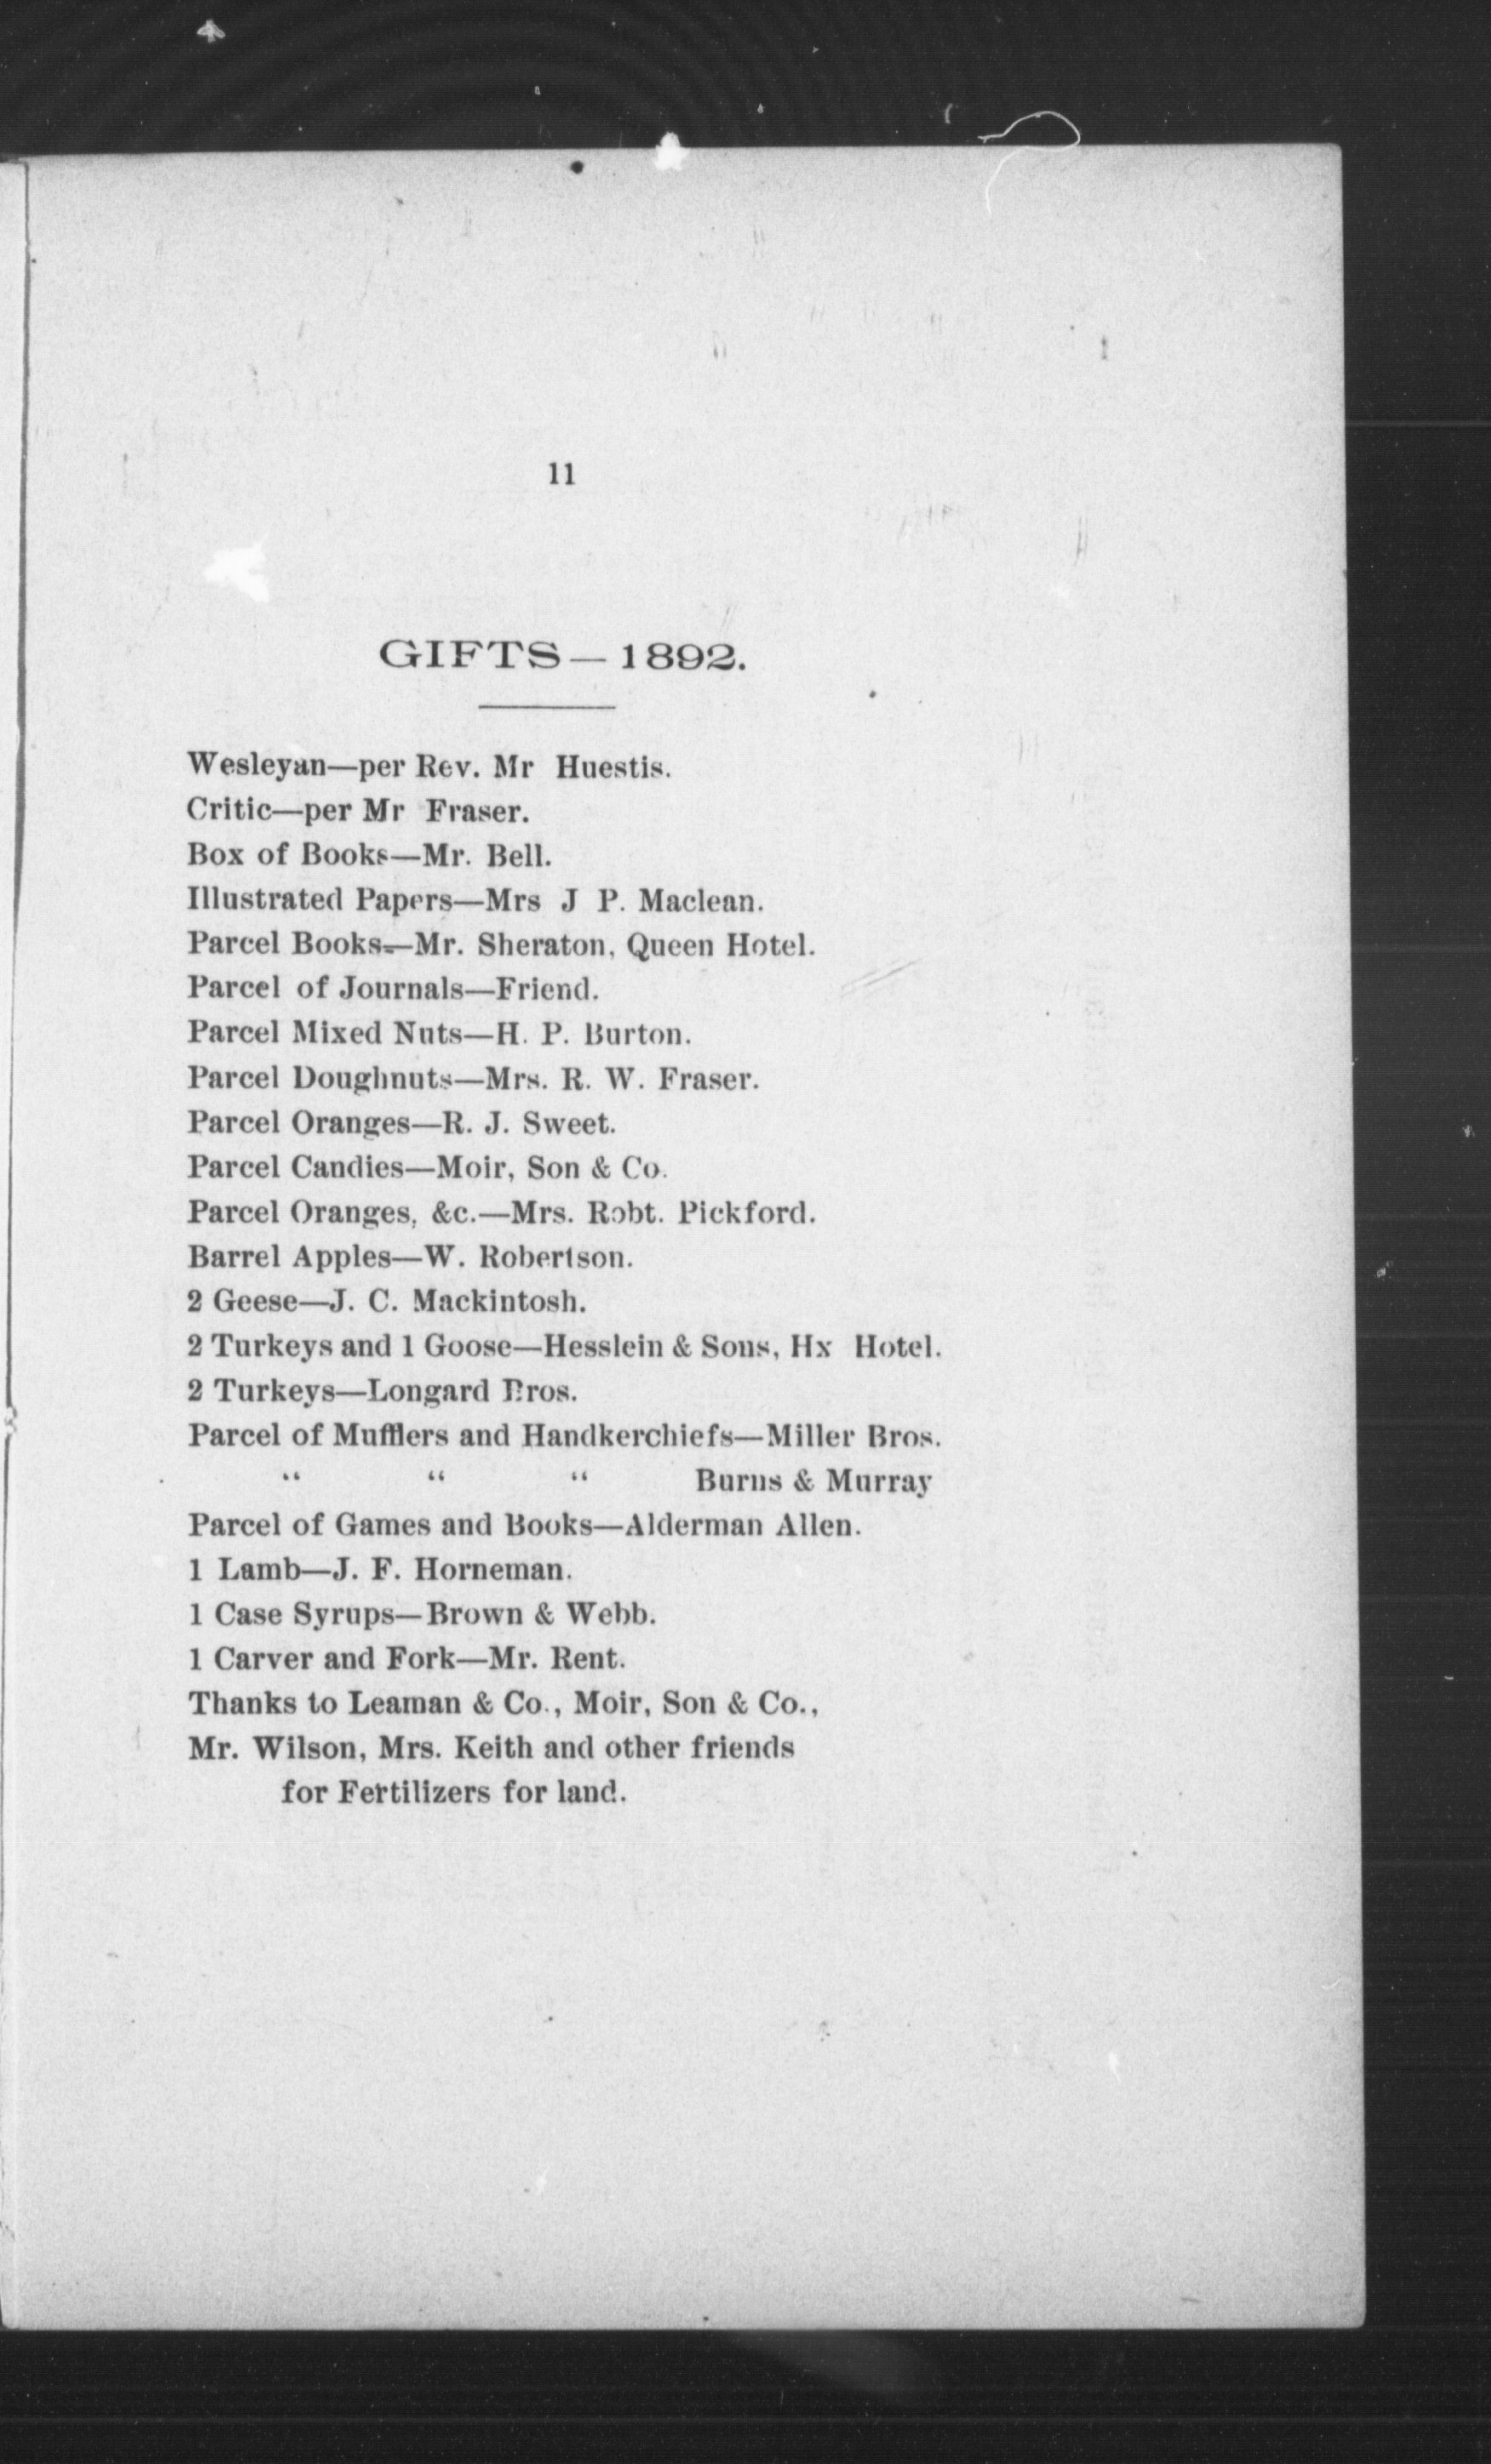 11
GIFTS—1892.
Wesleyan—per Rev. Mr Huestis.
Critic—per Mr Fraser.
Box of Books—Mr. Bell.
Illustrated Papers—Mrs J P. Maclean.
Parcel Books—Mr. Sheraton, Queen Hotel.
Parcel of Journals—Friend.
Parcel Mixed Nuts—H. P. Burton.
Parcel Doughnuts—Mrs. R. W. Fraser.
Parcel Oranges—R. J. Sweet.
Parcel Candies—Moir, Son & Co.
Parcel Oranges, &c.—Mrs. Robt. Pickford.
Barrel Apples—W. Robertson.
2 Geese—J. C. Mackintosh.
2 Turkeys and 1 Goose—Hesslein & Sons, Hx Hotel.
2 Turkeys—Longard Bros.
Parcel of Mufflers and Handkerchiefs—Miller Bros.
“ “ “ Burns & Murray
Parcel of Games and Books—Alderman Allen.
1 Lamb—J. F. Horneman.
1 Case Syrups—Brown & Webb.
1 Carver and Fork—Mr. Rent.
Thanks to Leaman & Co., Moir, Son & Co.,
Mr. Wilson, Mrs. Keith and other friends
for Fertilizers for land.